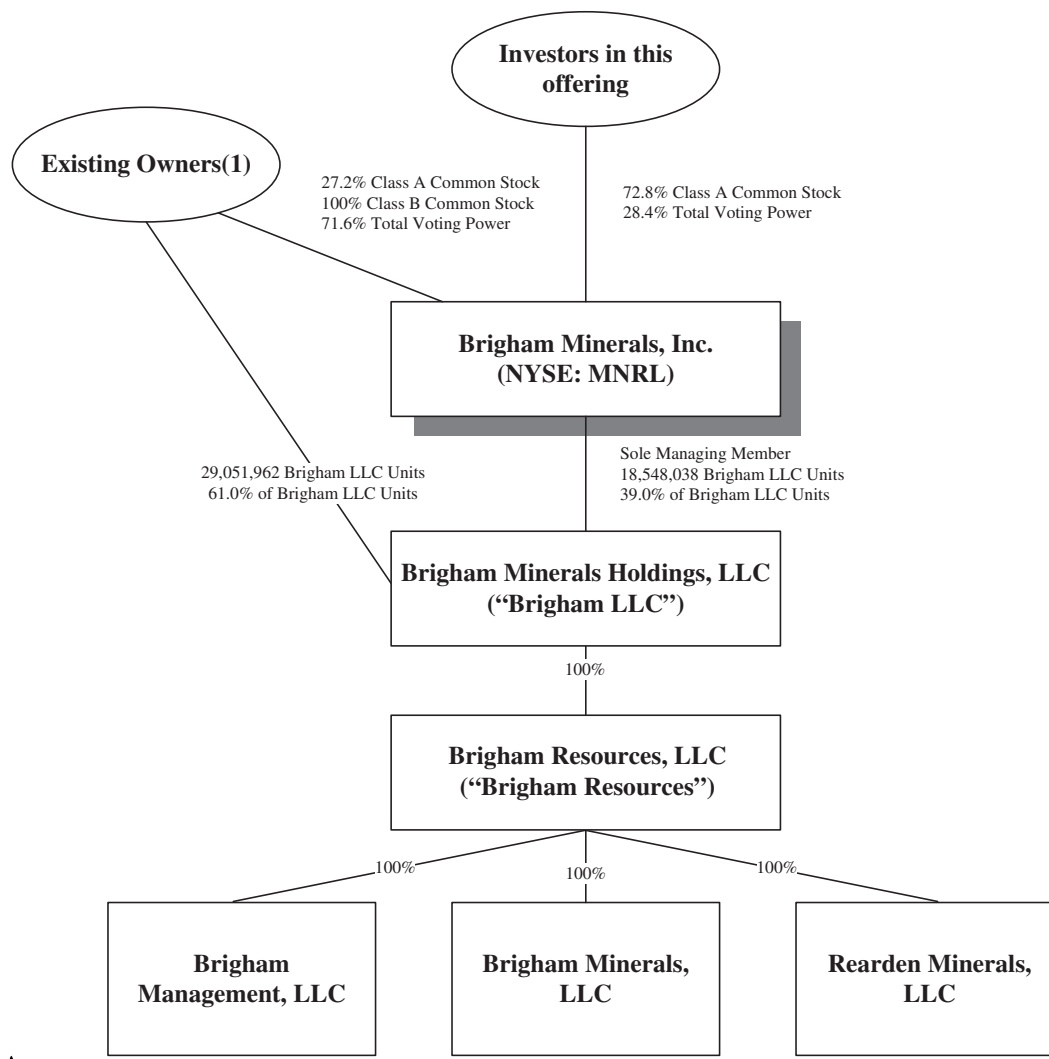 Investors in this
offering
Existing Owners(1)
27.2% Class A Common Stock
100% Class B Common Stock
71.6% Total Voting Power
72.8% Class A Common Stock
28.4% Total Voting Power
Brigham Minerals, Inc.
(NYSE: MNRL)
29,051,962 Brigham LLC Units
61.0% of Brigham LLC Units
Sole Managing Member
18,548,038 Brigham LLC Units
39.0% of Brigham LLC Units
Brigham Minerals Holdings, LLC
(“Brigham LLC”)
100%
Brigham Resources, LLC
(“Brigham Resources”)
100%
100%
100%
Brigham
Management, LLC
Brigham Minerals,
LLC
Rearden Minerals,
LLC